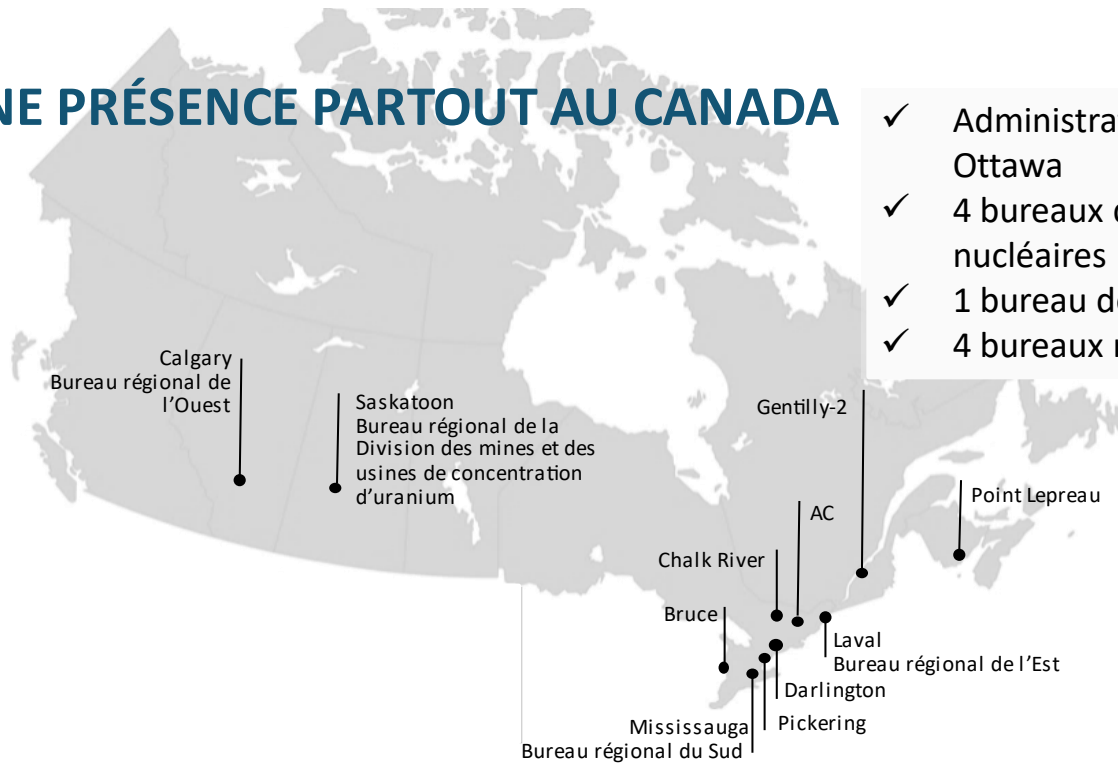 NE PRÉSENCE PARTOUT AU CANADA
✓ Administra
Ottawa
✓ 4 bureaux
nucléaires
✓ 1 bureau
✓ 4 bureaux
Calgary
Bureau régional de
l’Ouest
Saskatoon
Bureau régional de la
Division des mines et des
usines de concentration
d’uranium
Gentilly-2
Point Lepreau
AC
Chalk River
Bruce
Laval
Bureau régional de l’Est
Darlington
Pickering
Mississauga
Bureau régional du Sud